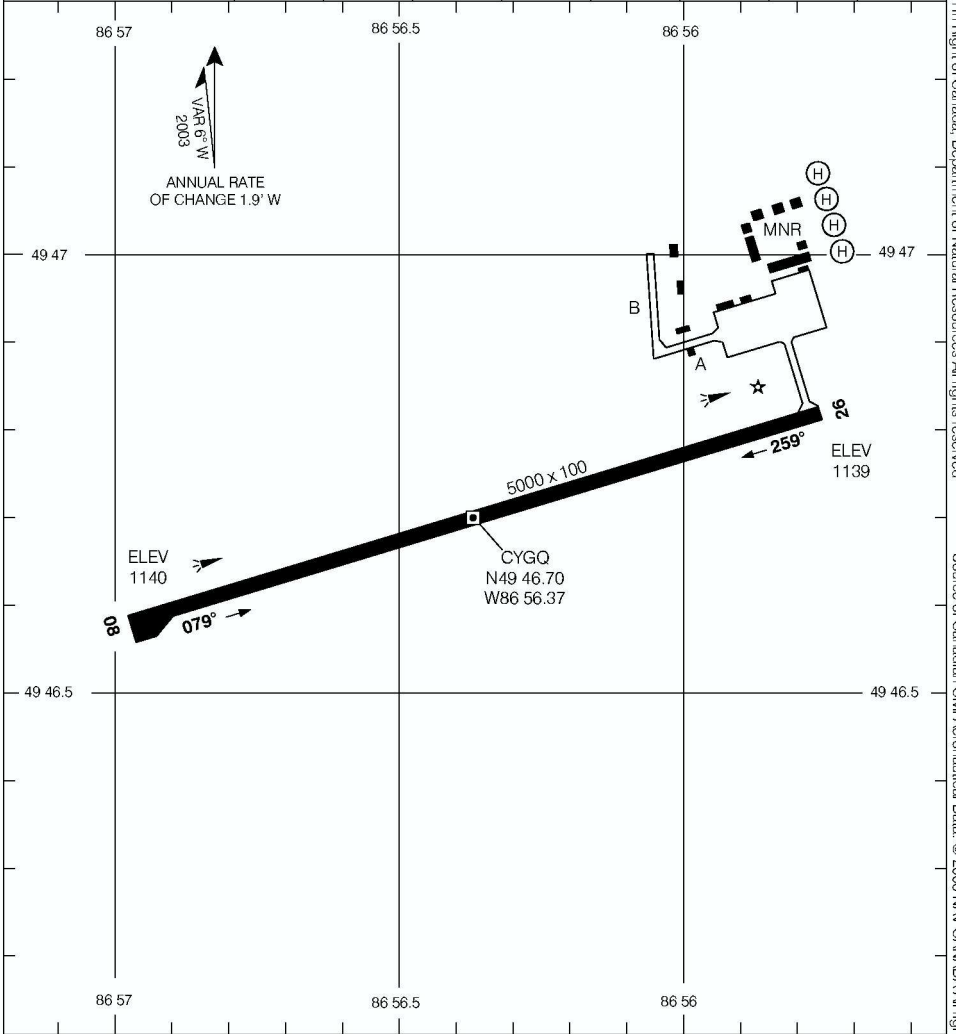 86 57
86 56.5
86 56
VAR 6° W
2003
ANNUAL RATE
OF CHANGE 1.9' W
H
H
H
H
MNR
49 47
49 47
B
A
26
259°
ELEV
1139
5000 x 100
CYGQ
N49 46.70
W86 56.37
ELEV
1140
08
079°
49 46.5
49 46.5
86 57
86 56.5
86 56